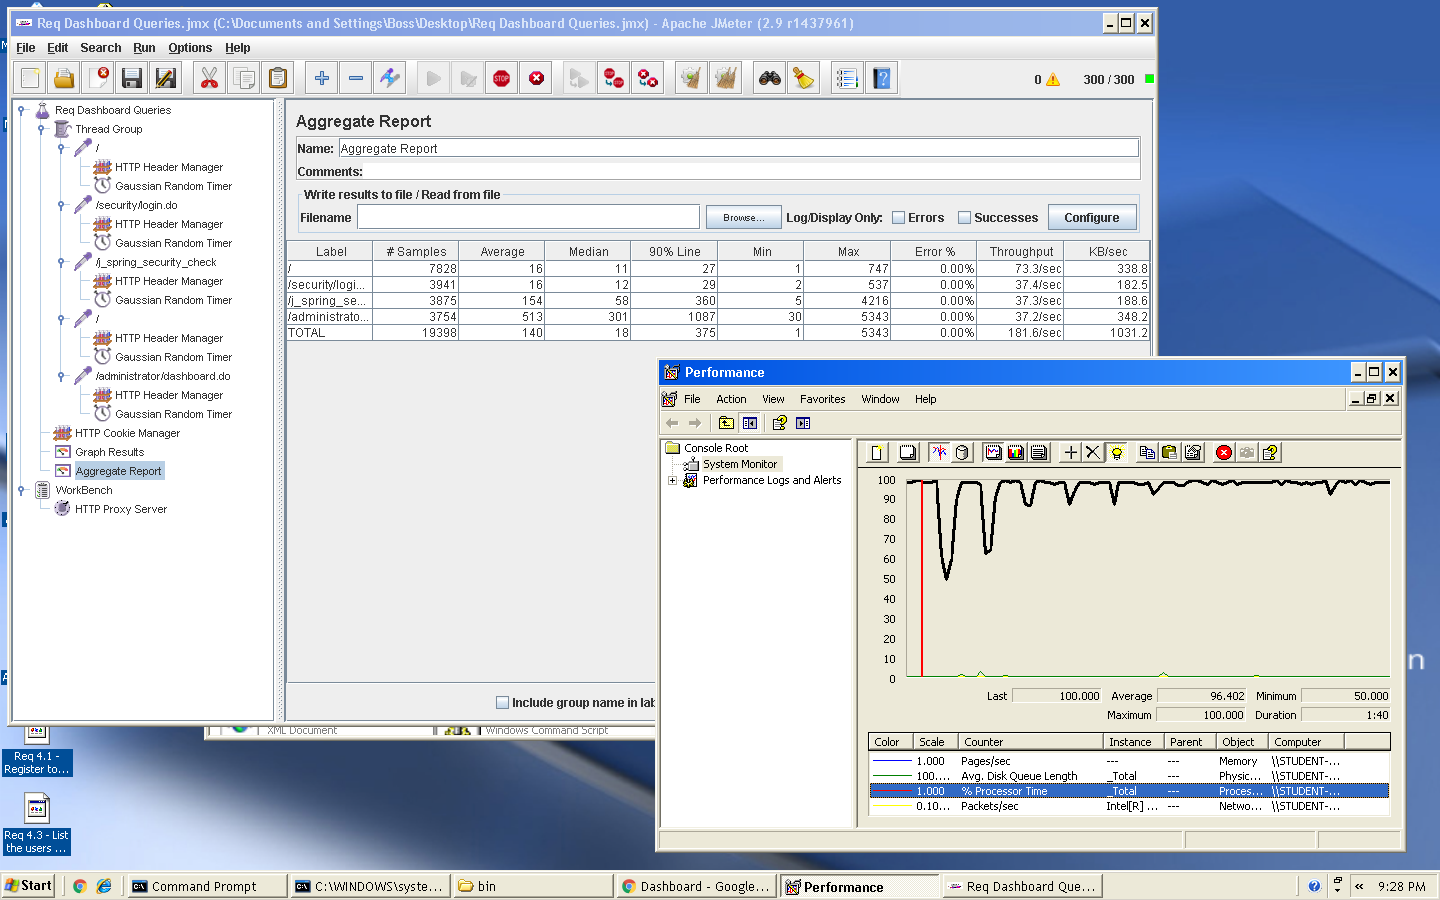 Req Dashboard Queries.jmx (C:\Documents and Settings\Boss\Desktop\Req Dashboard Queries.jmx) - Apache JMeter (2.9 r1437961)
File Edit Search Run Options Help
0 300 / 300
Req Dashboard Queries
Thread Group
/
HTTP Header Manager
Gaussian Random Timer
/security/login.do
HTTP Header Manager
Gaussian Random Timer
/j_spring_security_check
HTTP Header Manager
Gaussian Random Timer
/
HTTP Header Manager
Gaussian Random Timer
/administrator/dashboard.do
HTTP Header Manager
Gaussian Random Timer
HTTP Cookie Manager
Graph Results
Aggregate Report
WorkBench
HTTP Proxy Server
Aggregate Report
Name: Aggregate Report
Comments:
Write results to file / Read from file
Filename Browse... Log/Display Only: Errors Successes Configure
Label # Samples Average Median 90% Line Min Max Error % Throughput KB/sec
/ 7828 16 11 27 1 747 0.00% 73.3/sec 338.8
/security/logi... 3941 16 12 29 2 537 0.00% 37.4/sec 182.5
/j_spring_se... 3875 154 58 360 5 4216 0.00% 37.3/sec 188.6
/administrato... 3754 513 301 1087 30 5343 0.00% 37.2/sec 348.2
TOTAL 19398 140 18 375 1 5343 0.00% 181.6/sec 1031.2
Include group name in lab
XML Document Windows Command Script
Performance
File Action View Favorites Window Help
Console Root
System Monitor
Performance Logs and Alerts
100
90
80
70
60
50
40
30
20
10
0
Last 100.000 Average 96.402 Minimum 50.000
Maximum 100.000 Duration 1:40
Color Scale Counter Instance Parent Object Computer
1.000 Pages/sec --- --- Memory \\STUDENT-...
100.... Avg. Disk Queue Length _Total --- Physic... \\STUDENT-...
1.000 % Processor Time _Total --- Proces... \\STUDENT-...
0.10... Packets/sec Intel[R] ... --- Netwo... \\STUDENT-...
n
Req 4.1 -
Register to...
Req 4.3 - List
the users ...
Start Command Prompt C:\WINDOWS\syste... bin Dashboard - Google... Performance Req Dashboard Que... « 9:28 PM